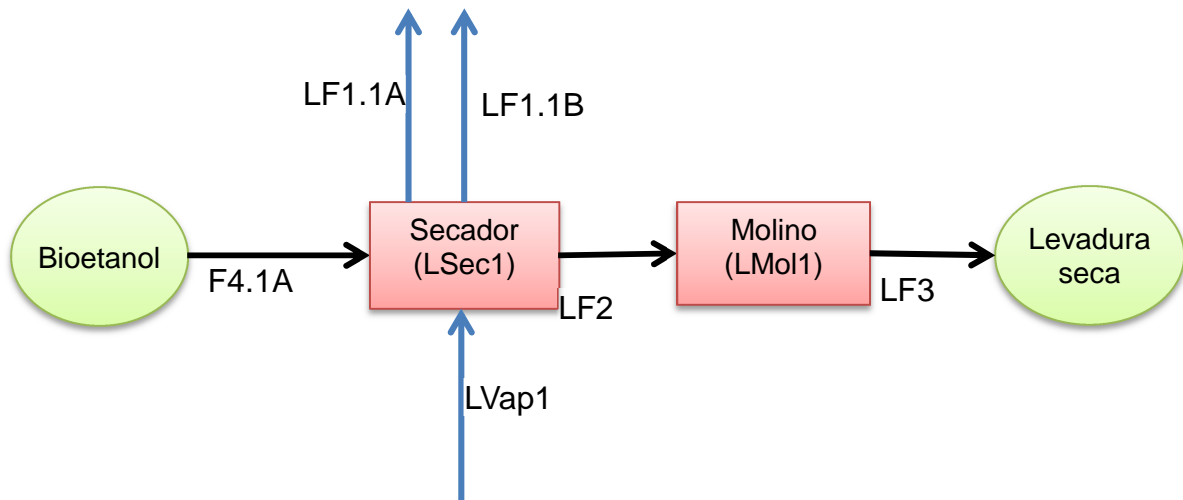 LF1.1A
LF1.1B
Bioetanol
F4.1A
Secador
(LSec1)
LF2
Molino
(LMol1)
LF3
Levadura
seca
LVap1